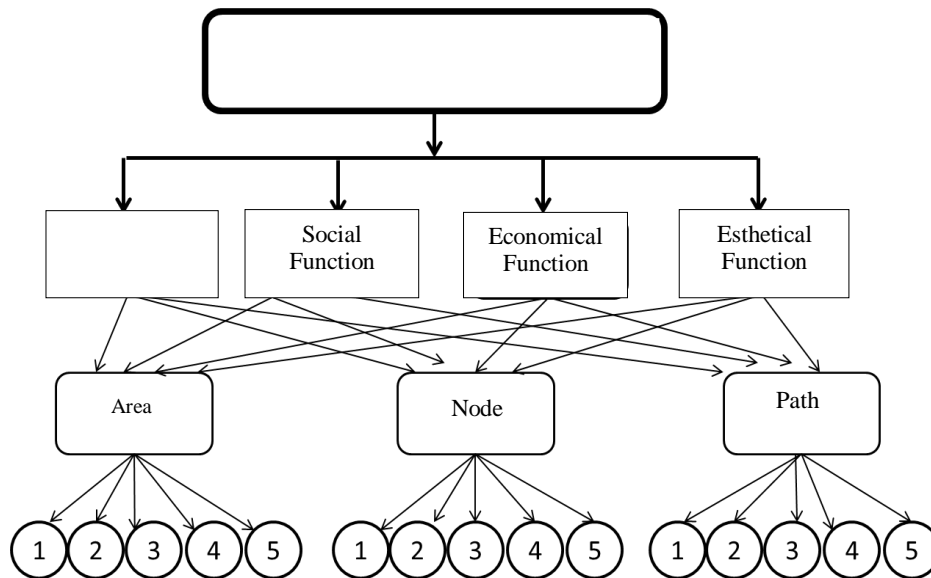 Social
Function
Economical
Function
Esthetical
Function
Area
Node
Path
1 2 3 4 5
1 2 3 4 5
1 2 3 4 5